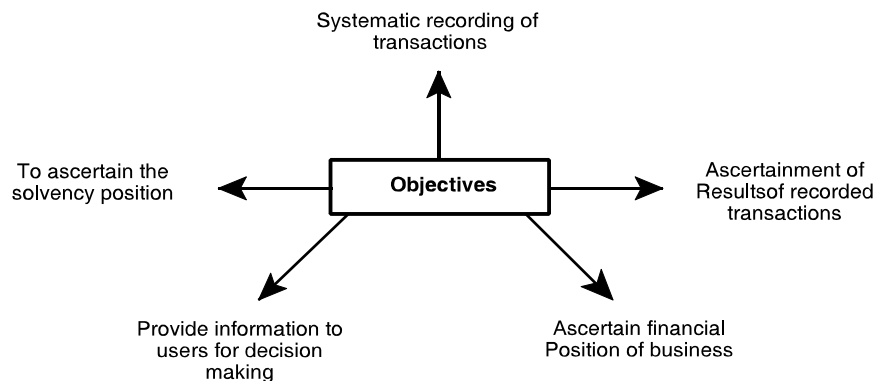 Systematic recording of
transactions
To ascertain the
solvency position
Objectives
Ascertainment of
Resultsof recorded
transactions
Provide information to
users for decision
making
Ascertain financial
Position of business